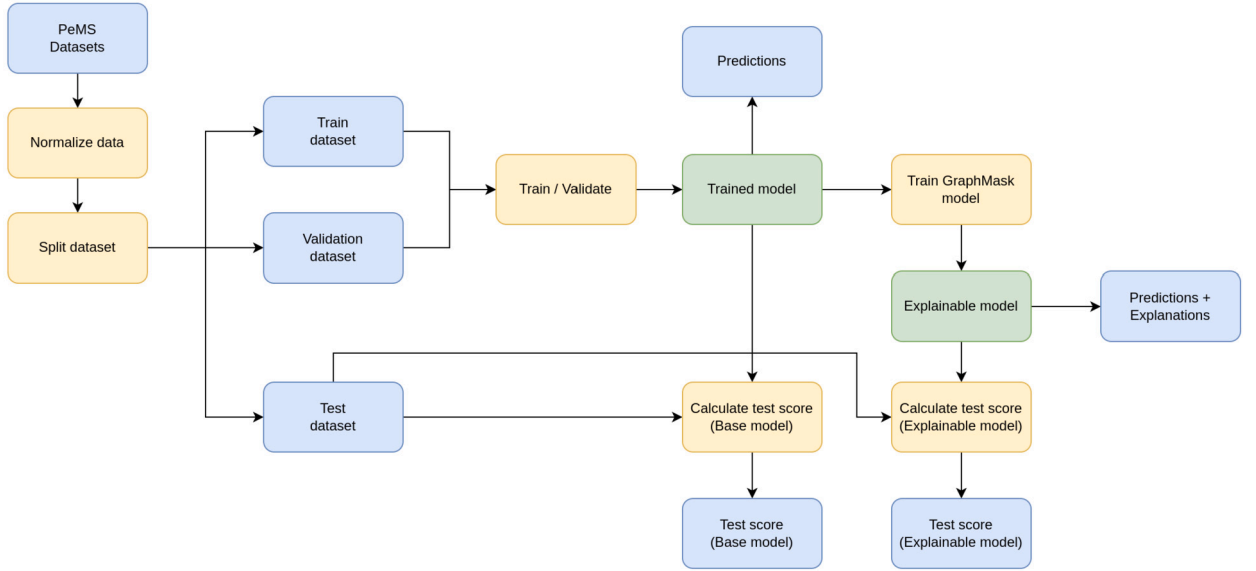 PeMS
Datasets
Predictions
Normalize data
Train
dataset
Train / Validate
Trained model
Train GraphMask
model
Split dataset
Validation
dataset
Explainable model
Predictions +
Explanations
Test
dataset
Calculate test score
(Base model)
Calculate test score
(Explainable model)
Test score
(Base model)
Test score
(Explainable model)